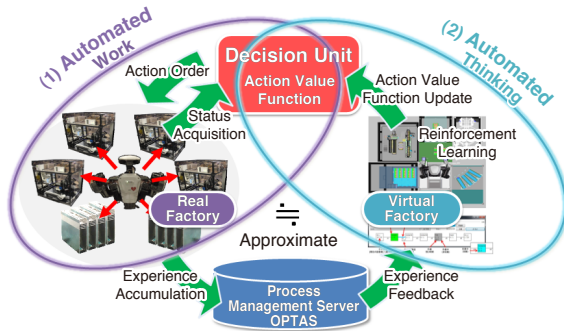 (1) Automated
Work
(2) Automated
Thinking
Decision Unit
Action Value
Function
Action Order
Status
Acquisition
Action Value
Function Update
Reinforcement
Learning
Real
Factory
Virtual
Factory
≒
Approximate
Experience
Accumulation
Process
Management Server
OPTAS
Experience
Feedback